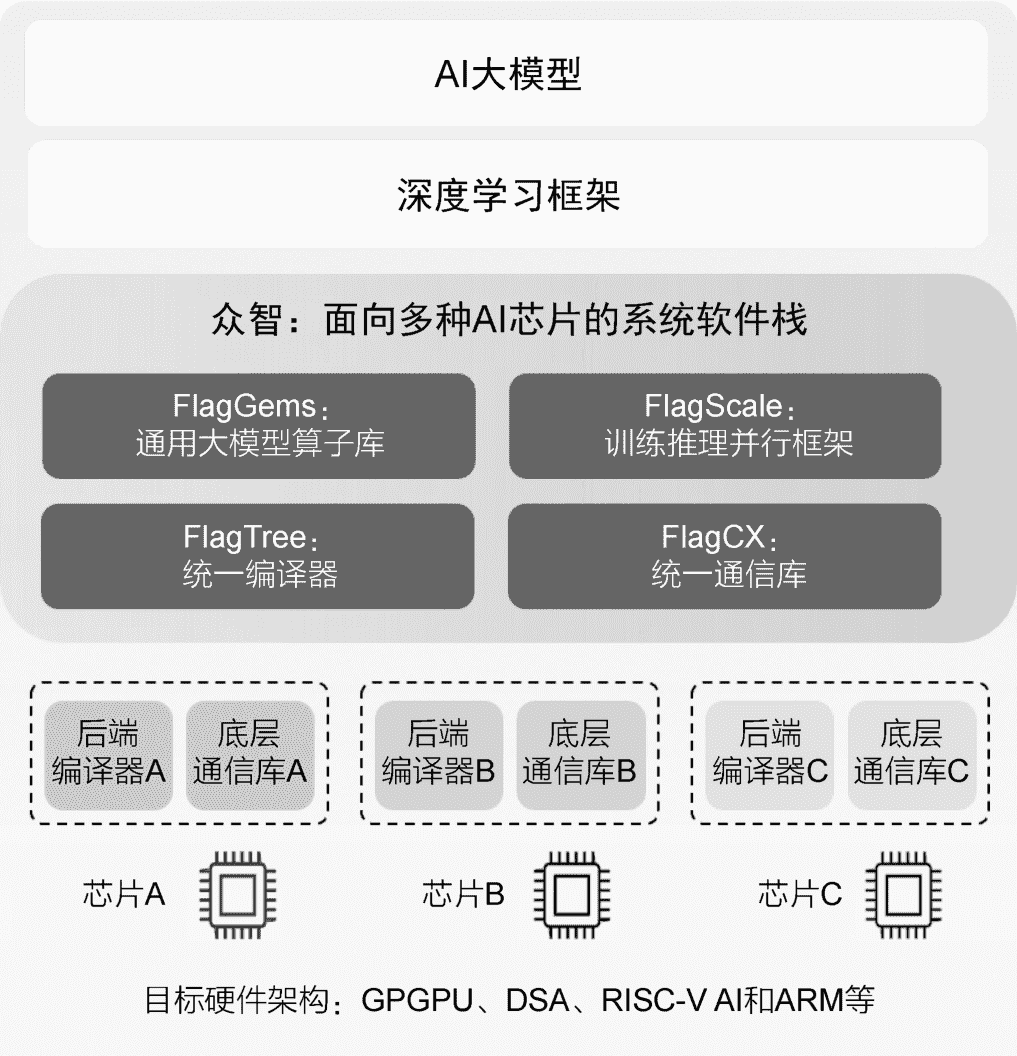 AI大模型
深度学习框架
众智：面向多种AI芯片的系统软件栈
FlagGems：
通用大模型算子库
FlagScale：
训练推理并行框架
FlagTree：
统一编译器
FlagCX：
统一通信库
后端
编译器A
底层
通信库A
后端
编译器B
底层
通信库B
后端
编译器C
底层
通信库C
芯片A
芯片B
芯片C
目标硬件架构：GPGPU、DSA、RISC-V AI和ARM等